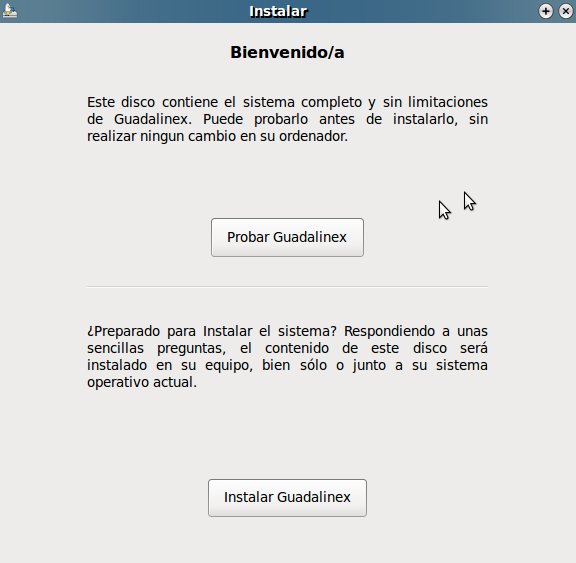 Instalar
Bienvenido/a
Este disco contiene el sistema completo y sin limitaciones
de Guadalinex. Puede probarlo antes de instalarlo, sin
realizar ningun cambio en su ordenador.
Probar Guadalinex
¿Preparado para Instalar el sistema? Respondiendo a unas
sencillas preguntas, el contenido de este disco será
instalado en su equipo, bien sólo o junto a su sistema
operativo actual.
Instalar Guadalinex